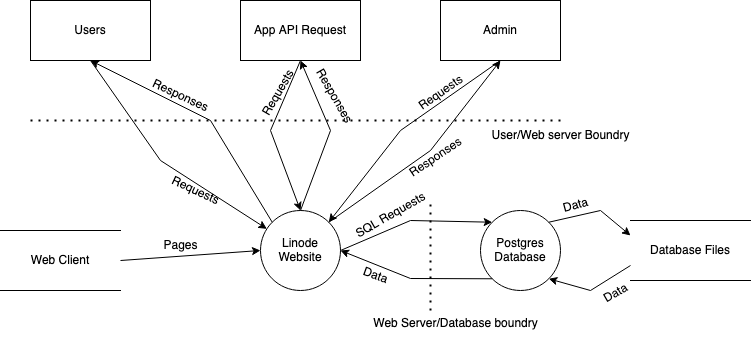 Users
App API Request
Admin
Responses
Requests
Responses
Requests
User/Web server Boundry
Requests
Responses
SQL Requests
Data
Web Client
Pages
Linode
Website
Postgres
Database
Database Files
Data
Data
Web Server/Database boundry